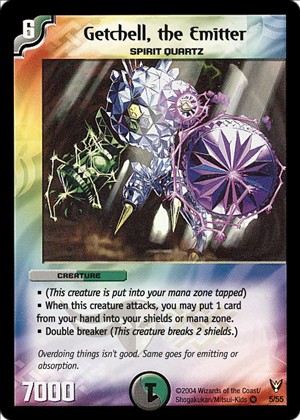 6
Getchell, the Emitter
SPIRIT QUARTZ
CREATURE
▪ (This creature is put into your mana zone tapped)
▪ When this creature attacks, you may put 1 card
from your hand into your shields or mana zone.
▪ Double breaker (This creature breaks 2 shields.)
Overdoing things isn't good. Same goes for emitting or
absorption.
7000
1
©2004 Wizards of the Coast/
Shogakukan/Mitsui-Kids 5/55